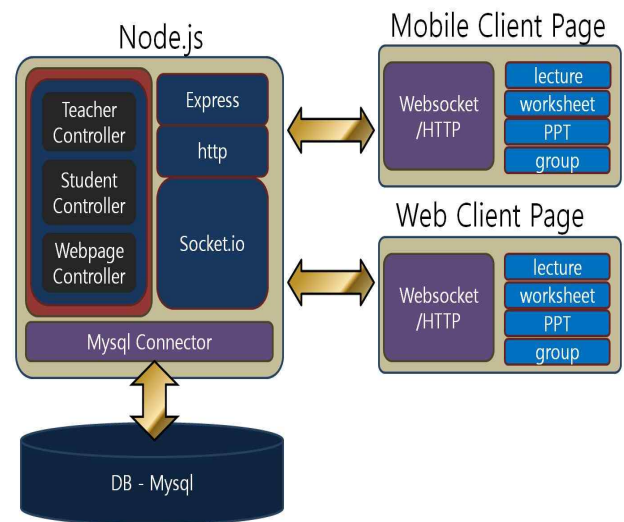 Node.js
Teacher
Controller
Student
Controller
Webpage
Controller
Express
http
Socket.io
Mysql Connector
DB - Mysql
Mobile Client Page
Websocket
/HTTP
lecture
worksheet
PPT
group
Web Client Page
Websocket
/HTTP
lecture
worksheet
PPT
group